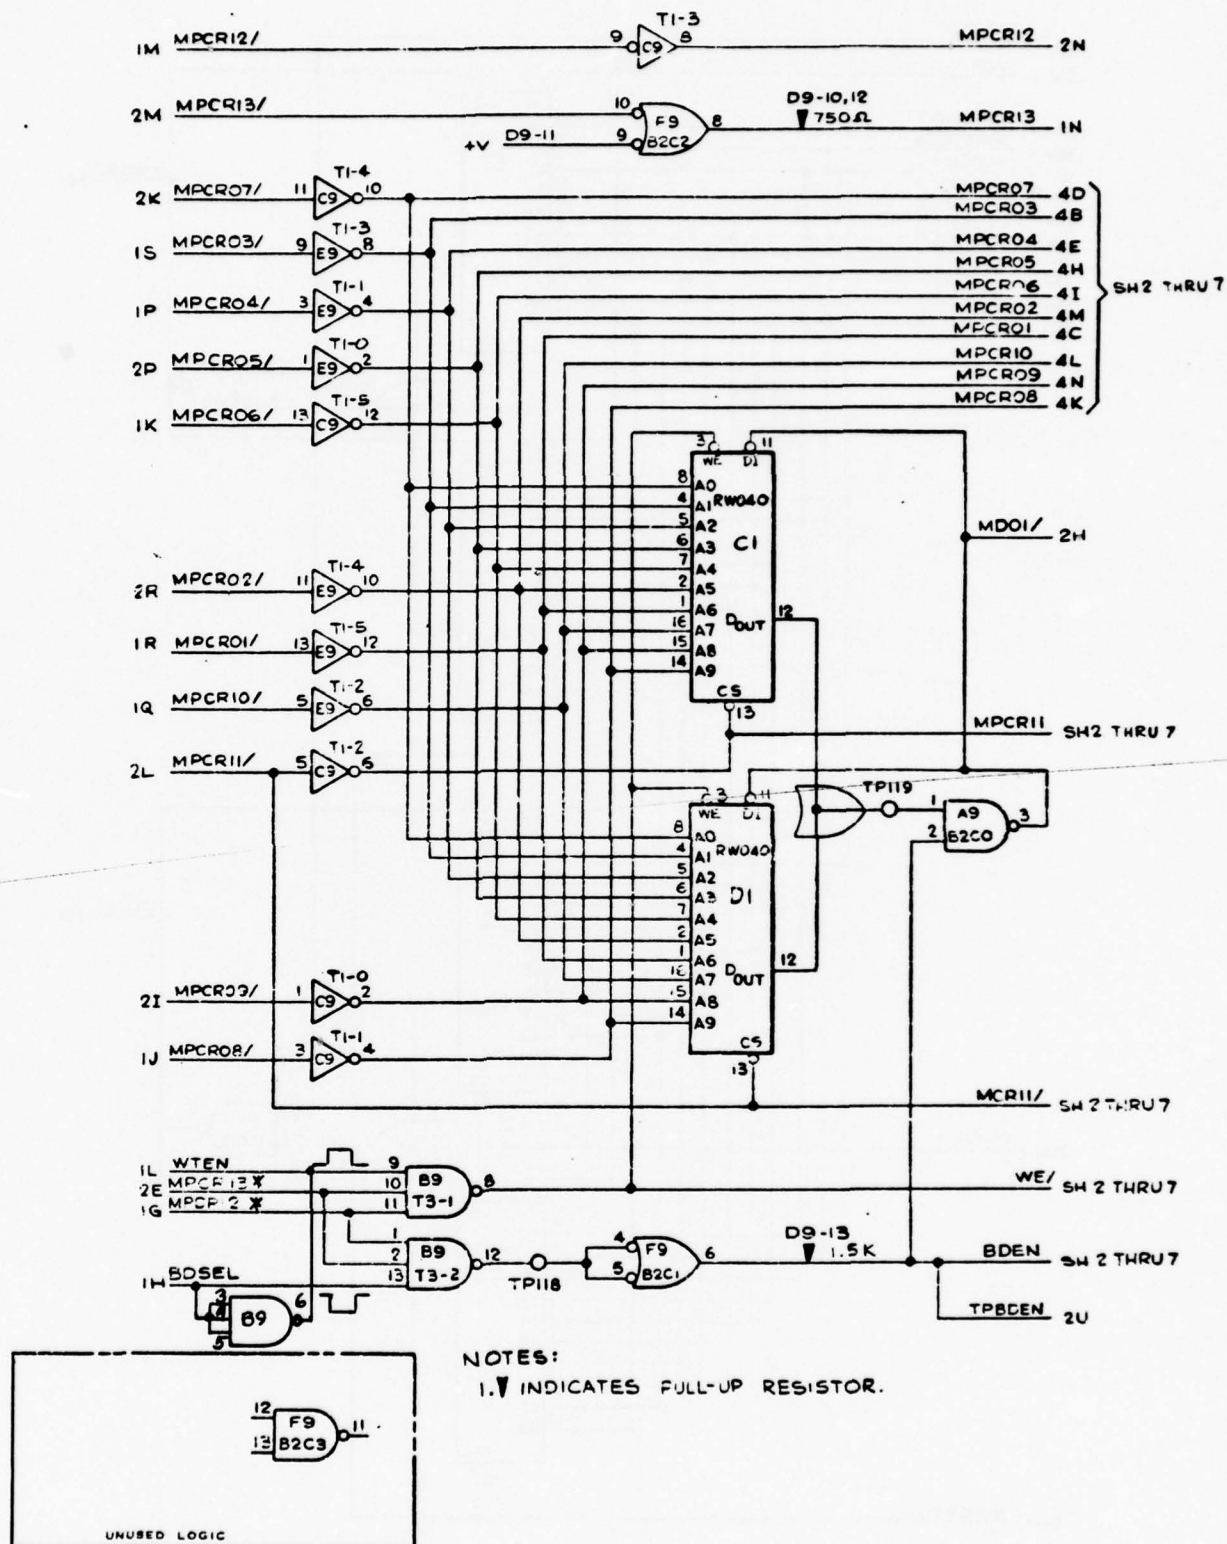 T1-3
1M MPCR12/ 9 C9 8 MPCR12 2N
2M MPCR13/ 10 F9 8 D9-10,12 750Ω MPCR13 1N
+V D9-11 9 B2C2
T1-4
2K MPCR07/ 11 C9 10 MPCR07 4D
MPCR03 4B
T1-3
1S MPCR03/ 9 E9 8 MPCR04 4E
MPCR05 4H
T1-1
MPCR06 4I SH2 THRU 7
1P MPCR04/ 3 E9 4 MPCR02 4M
MPCR01 4C
T1-0
2P MPCR05/ 1 E9 2 MPCR10 4L
MPCR09 4N
T1-5
MPCR08 4K
1K MPCR06/ 13 C9 12
3 11
WE DI
8 A0
4 A1 RW040
5 A2
6 A3 C1
7 A4
2 A5
1 A6
16 A7 DOUT 12
15 A8
14 A9
CS
13
MDO1/ 2H
T1-4
2R MPCR02/ 11 E9 10
T1-5
1R MPCR01/ 13 E9 12
T1-2
1Q MPCR10/ 5 E9 6
MPCR11 SH2 THRU 7
T1-2
2L MPCR11/ 5 C9 6
3 11
WE DI
TP119
1 A9 3
2 B2C0
8 A0
4 A1 RW040
5 A2
6 A3 D1
7 A4
2 A5
1 A6
16 A7 DOUT 12
15 A8
14 A9
CS
13
T1-0
2I MPCR09/ 1 C9 2
T1-1
1J MPCR08/ 3 C9 4
MCR11/ SH 2 THRU 7
1L WTEN 9 B9
2E MPCR13* 10 T3-1 8 WE/ SH 2 THRU 7
1G MPCR12* 11
1 B9
2 T3-2 12 TP118 4 F9 6 D9-13 1.5K BDEN SH 2 THRU 7
1H BDSEL 13 5 B2C1
TPBDEN 2U
3 B9 6
4
5
NOTES:
1. INDICATES PULL-UP RESISTOR.
12 F9 11
13 B2C3
UNUSED LOGIC